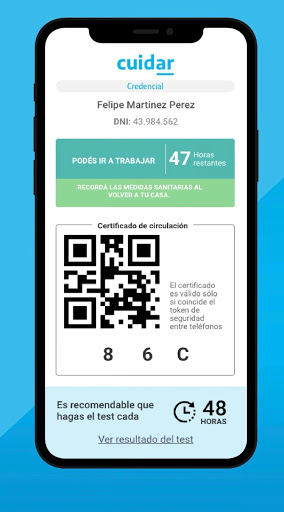 cuidar
Credencial
Felipe Martinez Perez
DNI: 43.984.562
PODÉS IR A TRABAJAR
47 Horas
restantes
RECORDÁ LAS MEDIDAS SANITARIAS AL
VOLVER A TU CASA.
Certificado de circulación
El certificado
es válido sólo
si coincide el
token de
seguridad
entre teléfonos
8 6 C
Es recomendable que
hagas el test cada
48
HORAS
Ver resultado del test